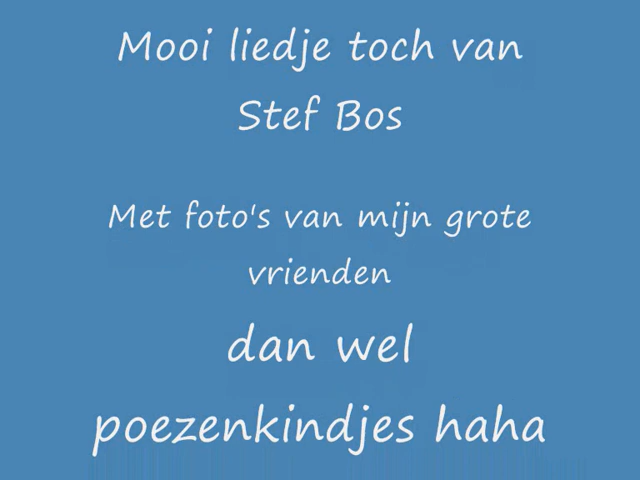 Mooi liedje toch van
Stef Bos
Met foto's van mijn grote
vrienden
dan wel
poezenkindjes haha